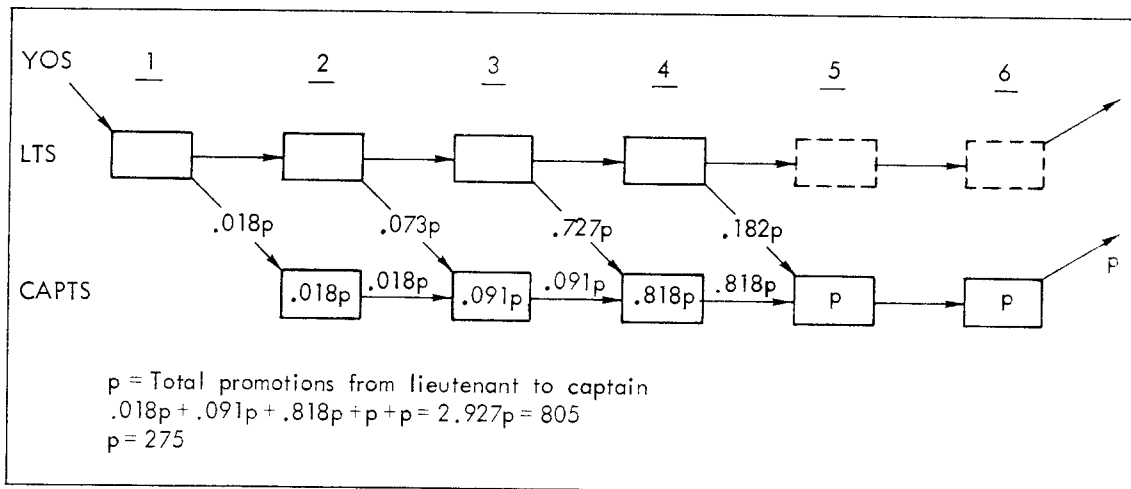 YOS 1 2 3 4 5 6
LTS
.018p .073p .727p .182p
.018p .091p .818p p
CAPTS .018p .091p .818p p p
p = Total promotions from lieutenant to captain
.018p + .091p + .818p + p + p = 2.927p = 805
p = 275